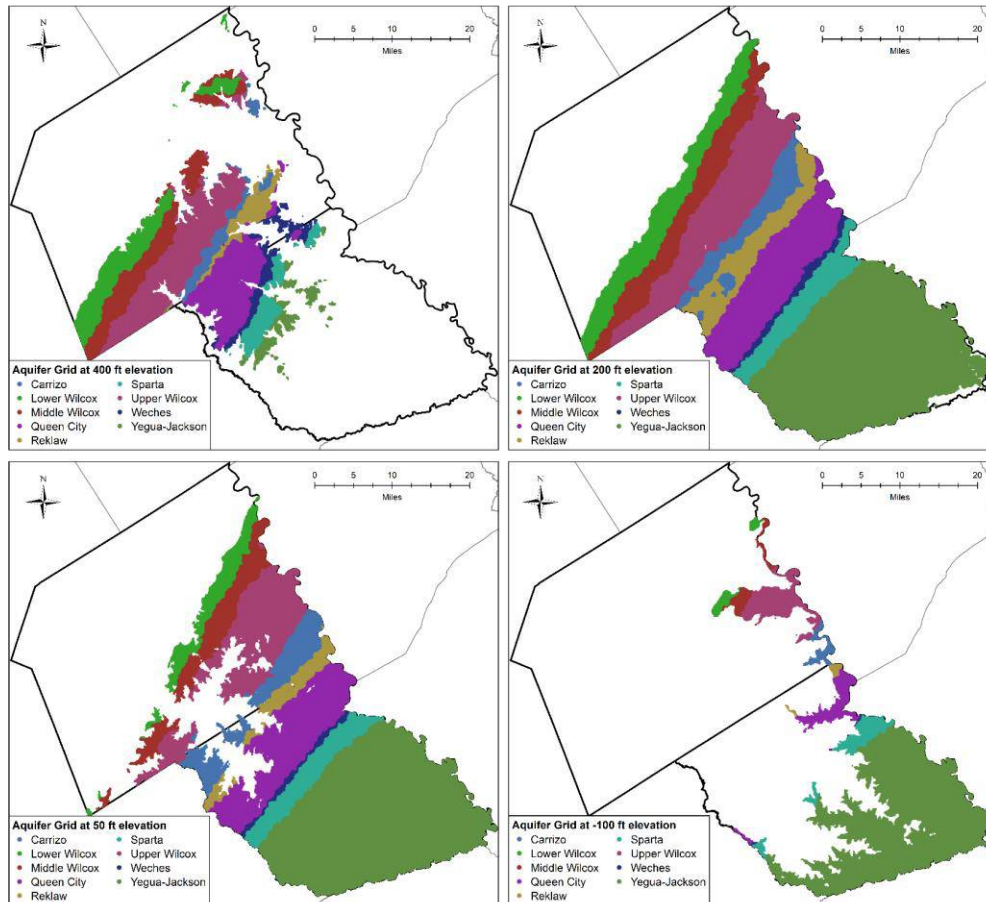 N
0 5 10 20
Miles
Aquifer Grid at 400 ft elevation
Carrizo Sparta
Lower Wilcox Upper Wilcox
Middle Wilcox Weches
Queen City Yegua-Jackson
Reklaw
N
0 5 10 20
Miles
Aquifer Grid at 200 ft elevation
Carrizo Sparta
Lower Wilcox Upper Wilcox
Middle Wilcox Weches
Queen City Yegua-Jackson
Reklaw
N
0 5 10 20
Miles
Aquifer Grid at 50 ft elevation
Carrizo Sparta
Lower Wilcox Upper Wilcox
Middle Wilcox Weches
Queen City Yegua-Jackson
Reklaw
N
0 5 10 20
Miles
Aquifer Grid at -100 ft elevation
Carrizo Sparta
Lower Wilcox Upper Wilcox
Middle Wilcox Weches
Queen City Yegua-Jackson
Reklaw